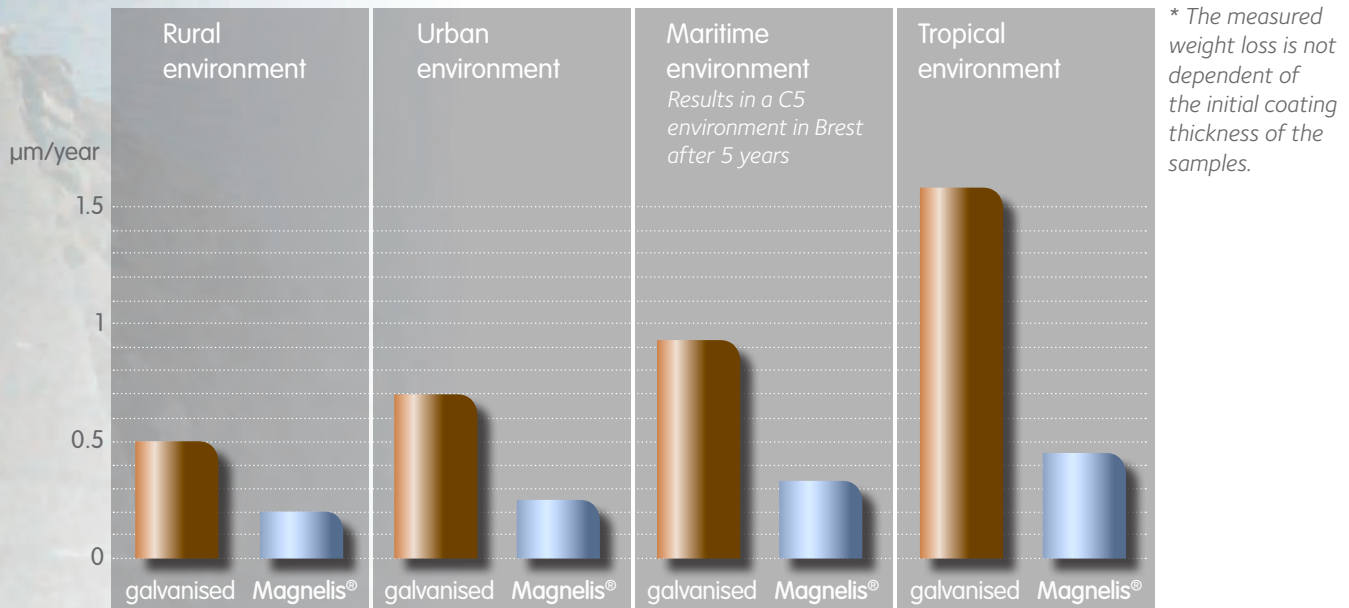 Rural
environment
Urban
environment
Maritime
environment
Results in a C5
environment in Brest
after 5 years
Tropical
environment
* The measured
weight loss is not
dependent of
the initial coating
thickness of the
samples.
µm/year
1.5
1
0.5
0
galvanised Magnelis®
galvanised Magnelis®
galvanised Magnelis®
galvanised Magnelis®